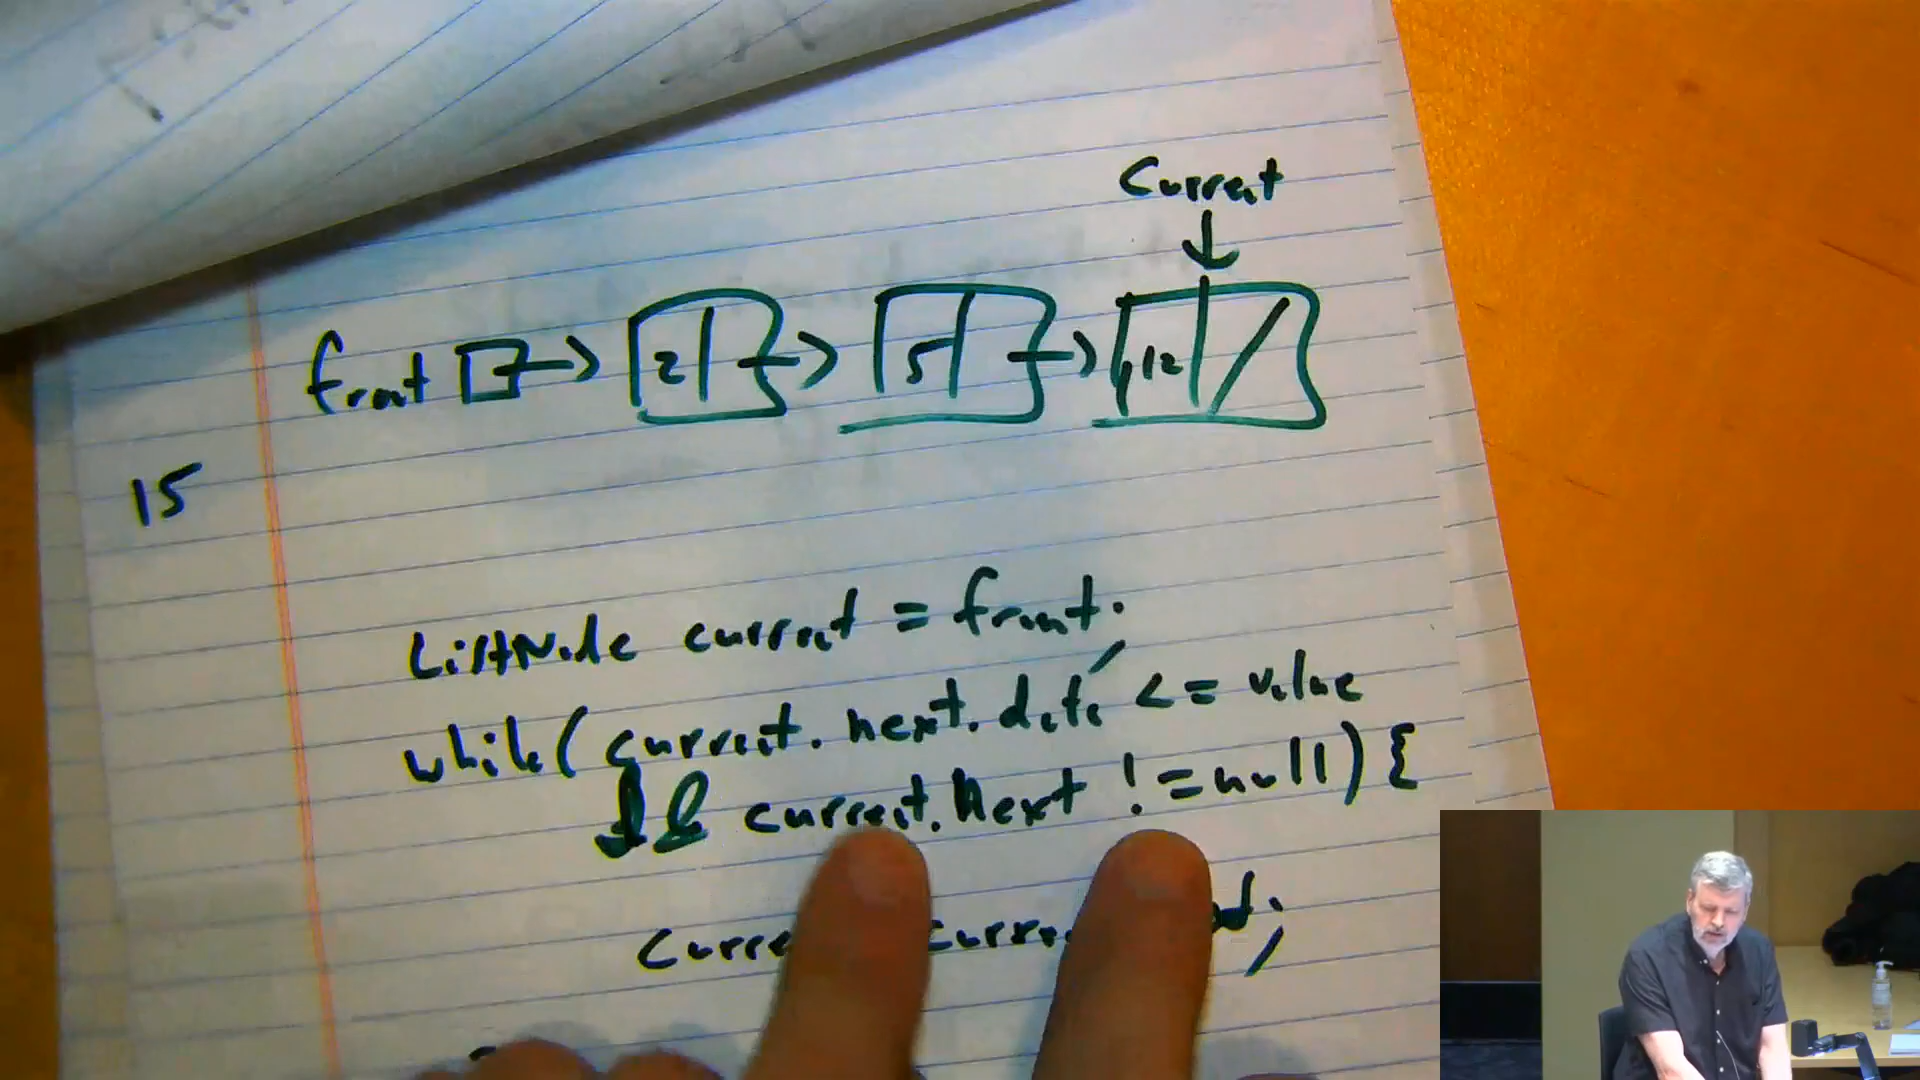 Current
front 2 5 12
15
ListNode current = front;
while( current.next.data <= value
&& current.next != null) {